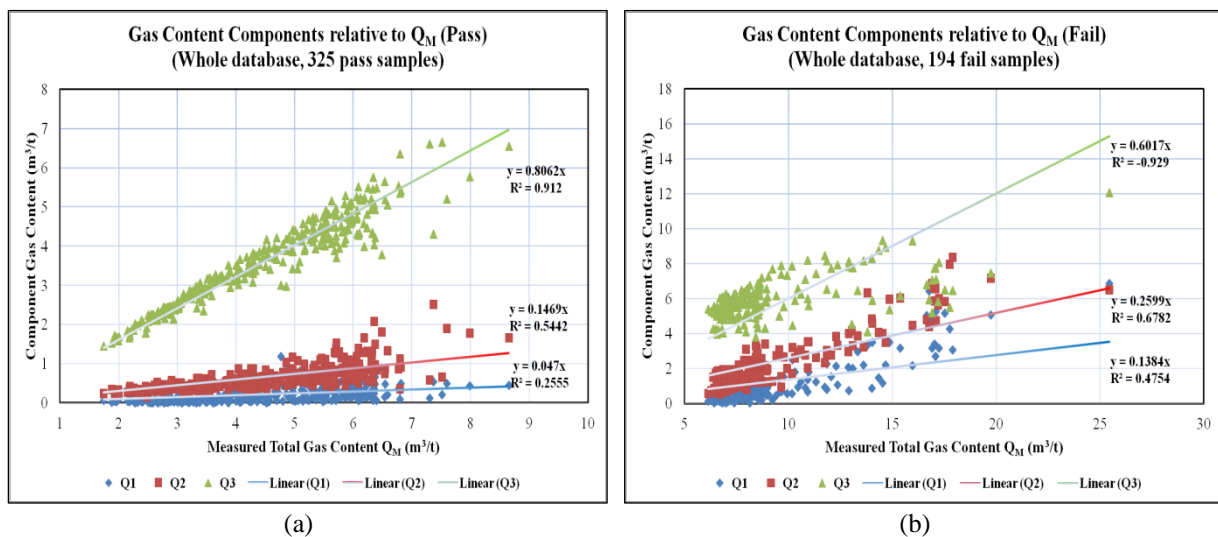 Gas Content Components relative to QM (Pass)
(Whole database, 325 pass samples)
8
7
6
5
4
3
2
1
0
Component Gas Content (m³/t)
y = 0.8062x
R² = 0.912
y = 0.1469x
R² = 0.5442
y = 0.047x
R² = 0.2555
1 2 3 4 5 6 7 8 9 10
Measured Total Gas Content QM (m³/t)
Q1 Q2 Q3 Linear (Q1) Linear (Q2) Linear (Q3)
(a)
Gas Content Components relative to QM (Fail)
(Whole database, 194 fail samples)
18
16
14
12
10
8
6
4
2
0
Component Gas Content (m³/t)
y = 0.6017x
R² = -0.929
y = 0.2599x
R² = 0.6782
y = 0.1384x
R² = 0.4754
5 10 15 20 25 30
Measured Total Gas Content QM (m³/t)
Q1 Q2 Q3 Linear (Q1) Linear (Q2) Linear (Q3)
(b)